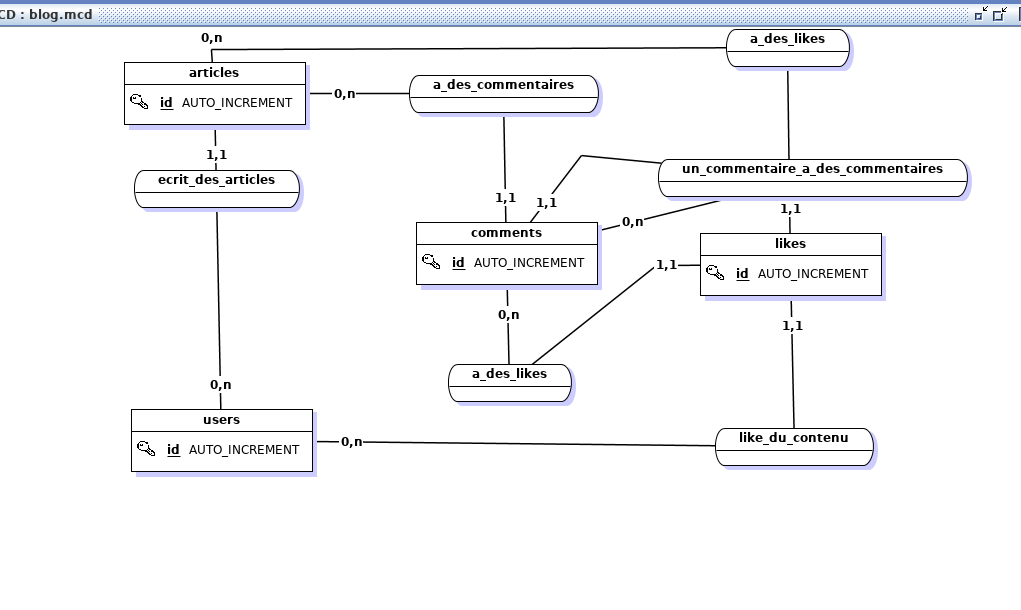 CD : blog.mcd
0,n
a_des_likes
articles
id AUTO_INCREMENT
0,n
a_des_commentaires
1,1
ecrit_des_articles
un_commentaire_a_des_commentaires
1,1
1,1
0,n
1,1
comments
id AUTO_INCREMENT
likes
id AUTO_INCREMENT
1,1
0,n
1,1
a_des_likes
0,n
users
id AUTO_INCREMENT
0,n
like_du_contenu